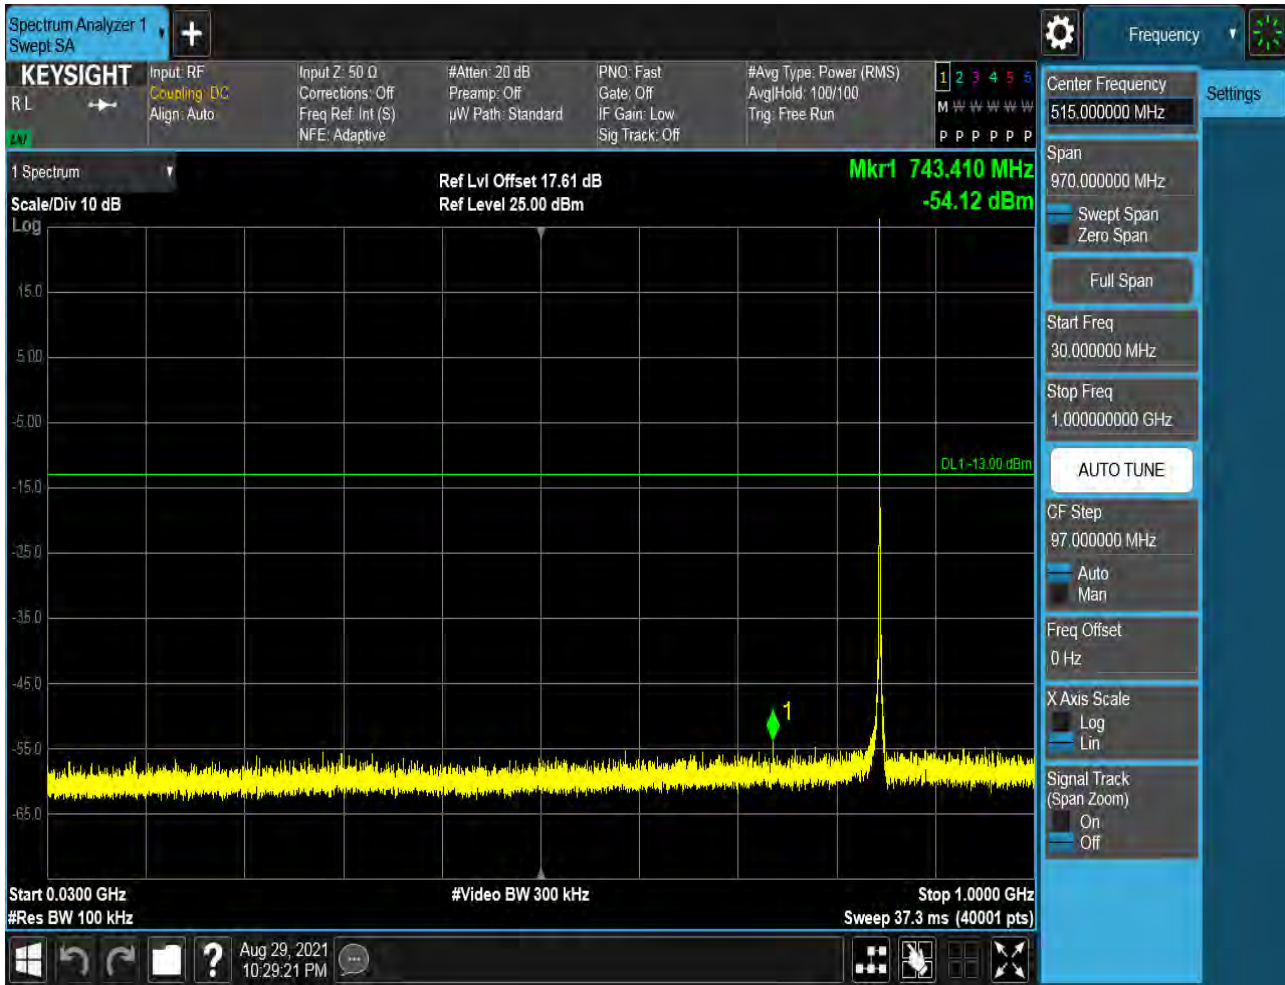 Spectrum Analyzer 1
Swept SA
Frequency
KEYSIGHT
R L
Input: RF
Coupling: DC
Align: Auto
Input Z: 50 Ω
Corrections: Off
Freq Ref: Int (S)
NFE: Adaptive
#Atten: 20 dB
Preamp: Off
µW Path: Standard
PNO: Fast
Gate: Off
IF Gain: Low
Sig Track: Off
#Avg Type: Power (RMS)
Avg|Hold: 100/100
Trig: Free Run
1 2 3 4 5 6
M W W W W W
P P P P P P
1 Spectrum
Scale/Div 10 dB
Log
Ref Lvl Offset 17.61 dB
Ref Level 25.00 dBm
Mkr1 743.410 MHz
-54.12 dBm
15.0
5.00
-5.00
-15.0
-25.0
-35.0
-45.0
-55.0
-65.0
DL1 -13.00 dBm
1
Start 0.0300 GHz
#Res BW 100 kHz
#Video BW 300 kHz
Stop 1.0000 GHz
Sweep 37.3 ms (40001 pts)
Center Frequency
515.000000 MHz
Settings
Span
970.000000 MHz
Swept Span
Zero Span
Full Span
Start Freq
30.000000 MHz
Stop Freq
1.000000000 GHz
AUTO TUNE
CF Step
97.000000 MHz
Auto
Man
Freq Offset
0 Hz
X Axis Scale
Log
Lin
Signal Track
(Span Zoom)
On
Off
?
Aug 29, 2021
10:29:21 PM